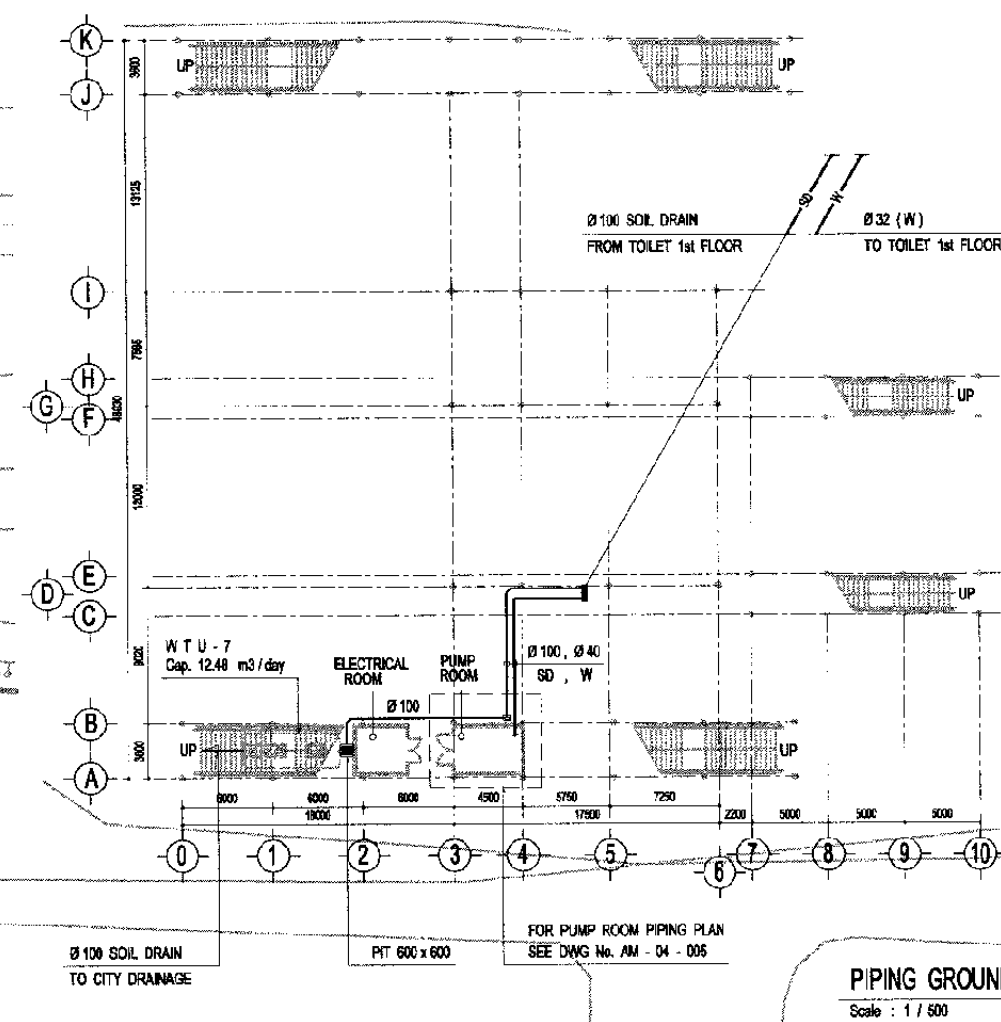 K
UP
UP
3600
J
13125
SD
W
Ø 100 SOIL DRAIN
FROM TOILET 1st FLOOR
Ø 32 ( W )
TO TOILET 1st FLOOR
I
H
G
F
UP
12000
E
D
C
UP
9020
W T U - 7
Cap. 12.48 m3 / day
ELECTRICAL
ROOM
PUMP
ROOM
Ø 100 , Ø 40
SD , W
Ø 100
B
UP
UP
3600
A
6000
6000
6000
4500
5750
7250
18000
17500
2200
5000
5000
5000
0
1
2
3
4
5
6
7
8
9
10
Ø 100 SOIL DRAIN
TO CITY DRAINAGE
PIT 600 x 600
FOR PUMP ROOM PIPING PLAN
SEE DWG No. AM - 04 - 005
PIPING GROUN
Scale : 1 / 500